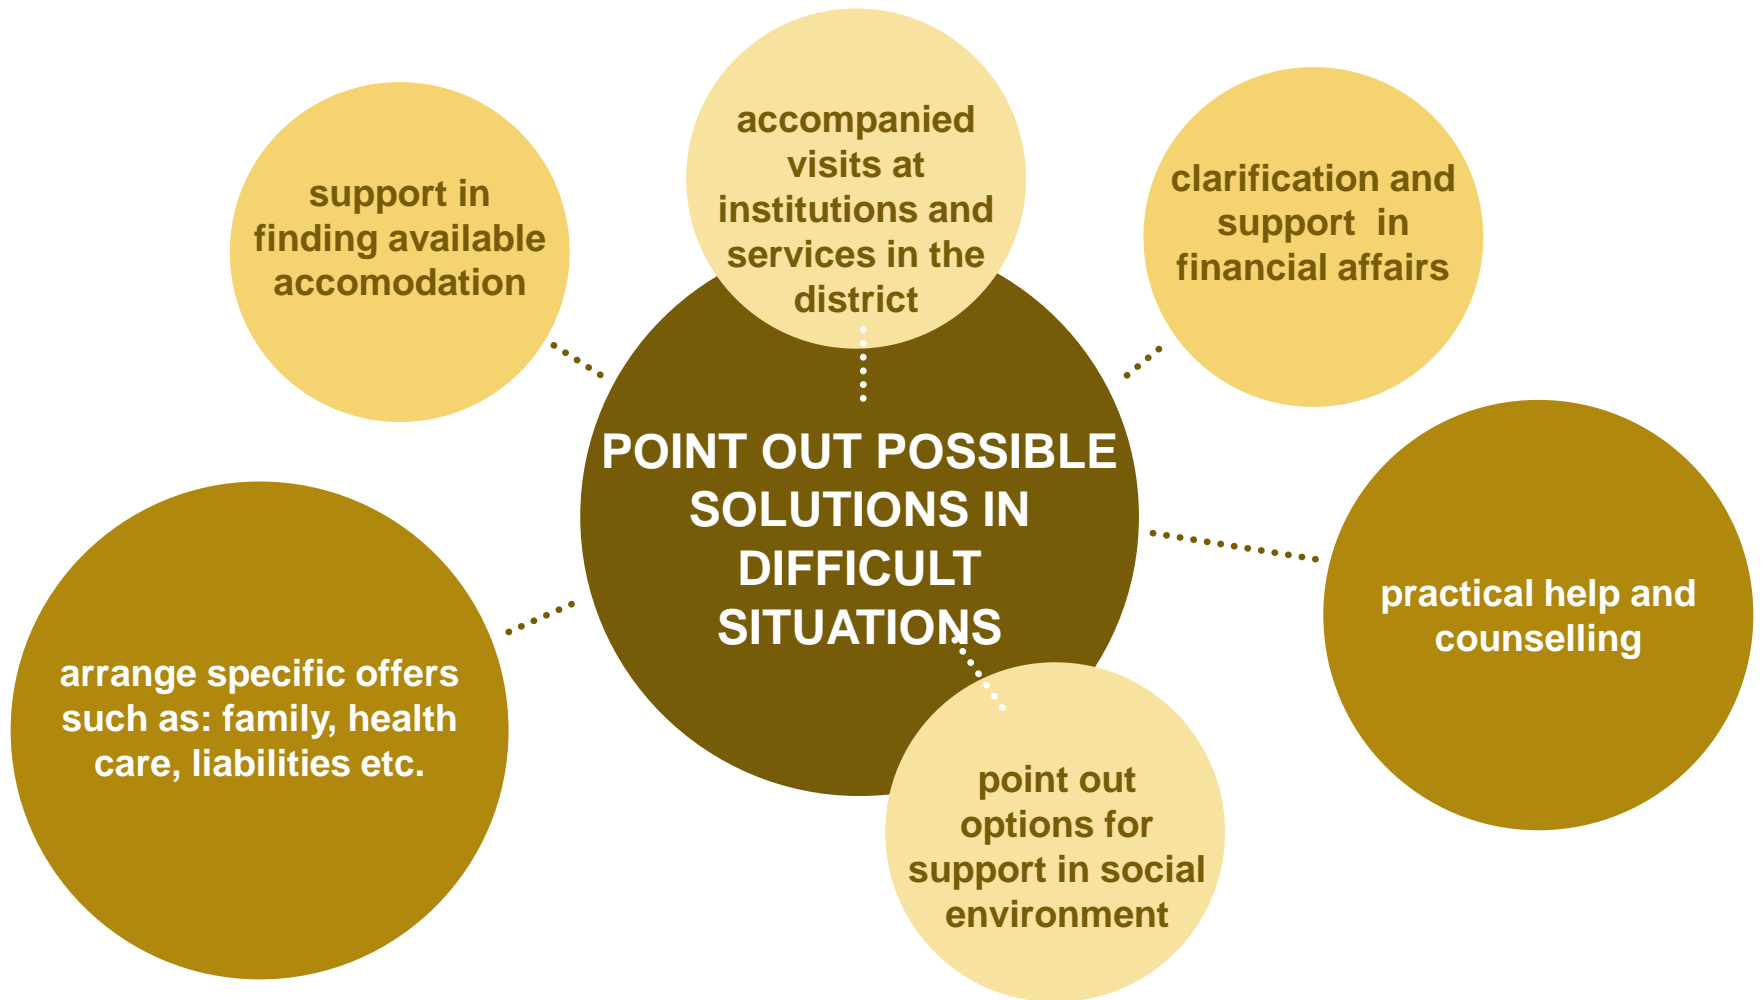 accompanied
visits at
institutions and
services in the
district
support in
finding available
accomodation
clarification and
support  in
financial affairs
POINT OUT POSSIBLE
SOLUTIONS IN
DIFFICULT
SITUATIONS
practical help and
counselling
arrange specific offers
such as: family, health
care, liabilities etc.
point out
options for
support in social
environment